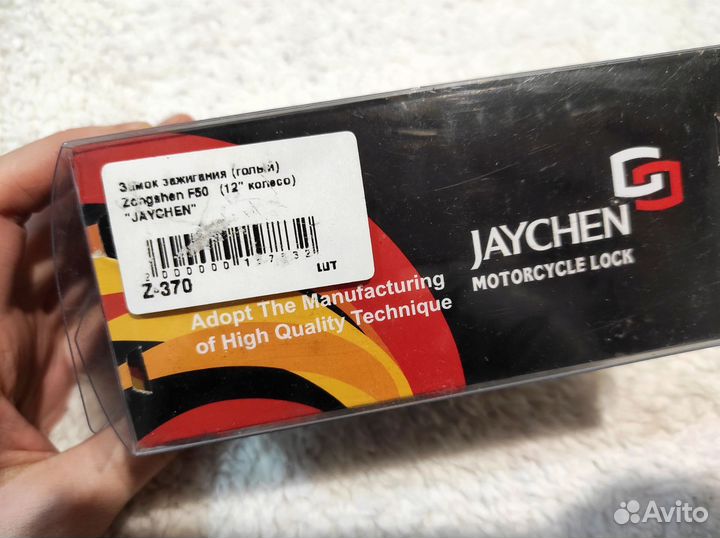 Замок зажигания (голый)
Zongshen F50 (12" колесо)
"JAYCHEN"
Z-370
шт
Adopt The Manufacturing
of High Quality Technique
JAYCHEN
MOTORCYCLE LOCK
Avito